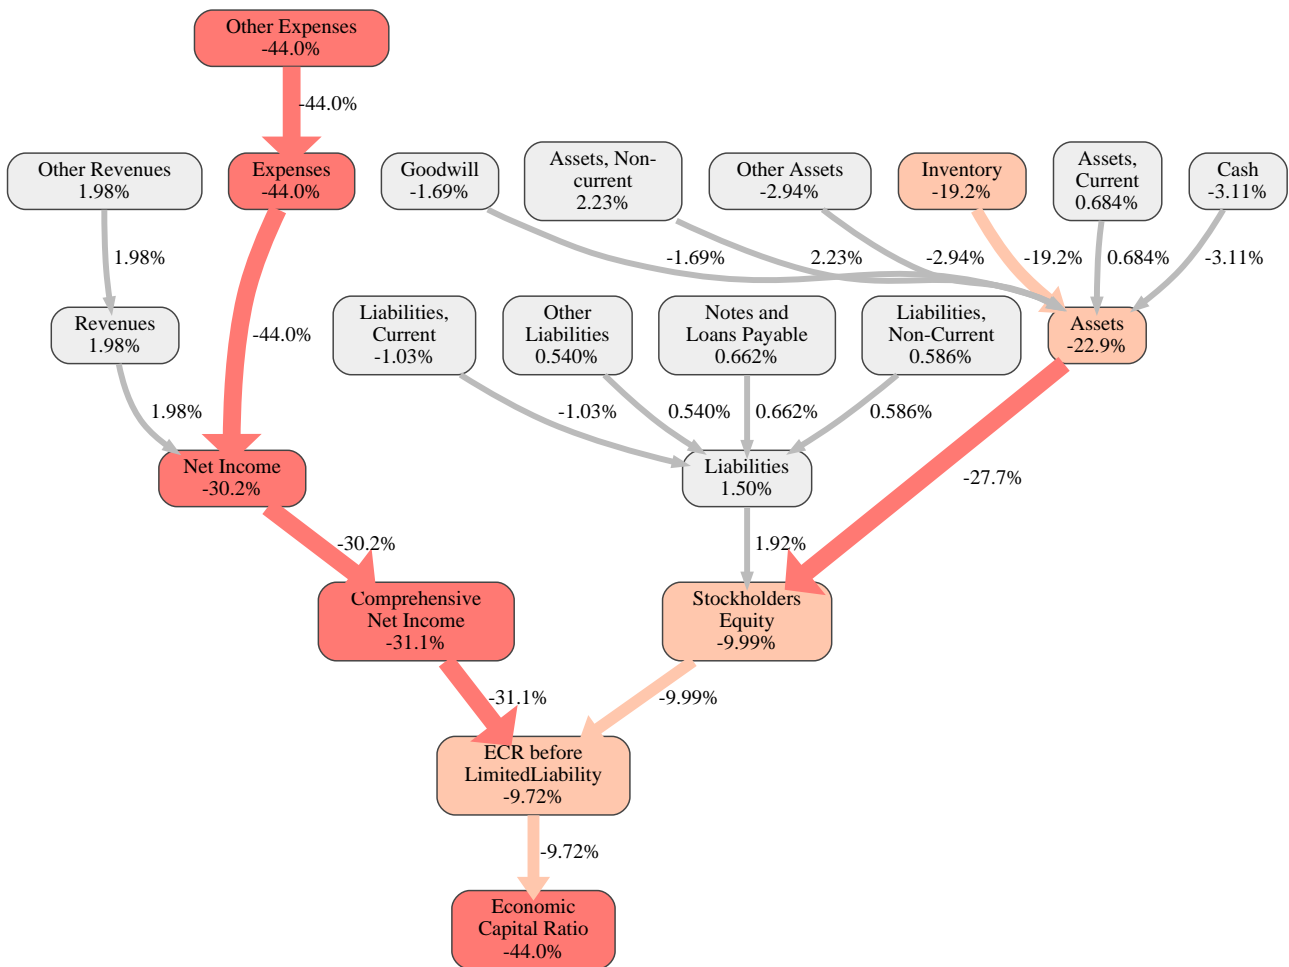 Other Expenses
-44.0%
-44.0%
Other Revenues
1.98%
Expenses
-44.0%
Goodwill
-1.69%
Assets, Non-
current
2.23%
Other Assets
-2.94%
Inventory
-19.2%
Assets,
Current
0.684%
Cash
-3.11%
1.98%
-1.69%
2.23%
-2.94%
-19.2%
0.684%
-3.11%
Revenues
1.98%
-44.0%
Liabilities,
Current
-1.03%
Other
Liabilities
0.540%
Notes and
Loans Payable
0.662%
Liabilities,
Non-Current
0.586%
Assets
-22.9%
1.98%
-1.03%
0.540%
0.662%
0.586%
Net Income
-30.2%
Liabilities
1.50%
-27.7%
-30.2%
1.92%
Comprehensive
Net Income
-31.1%
Stockholders
Equity
-9.99%
-31.1%
-9.99%
ECR before
LimitedLiability
-9.72%
-9.72%
Economic
Capital Ratio
-44.0%